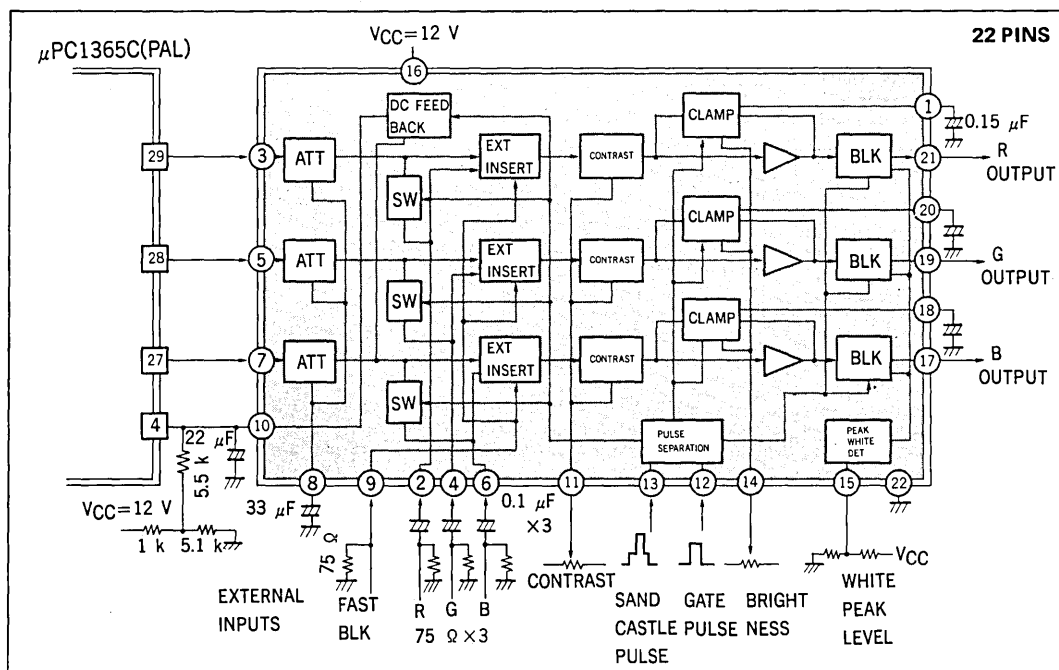 22 PINS
μPC1365C(PAL)
VCC=12 V
16
DC FEED
BACK
CLAMP
1
0.15 μF
29
3
ATT
EXT
INSERT
CONTRAST
BLK
21
R
OUTPUT
SW
CLAMP
20
28
5
ATT
EXT
INSERT
CONTRAST
BLK
19
G
OUTPUT
SW
CLAMP
18
27
7
ATT
EXT
INSERT
CONTRAST
BLK
17
B
OUTPUT
SW
4
10
22 μF
5.5 k
PULSE
SEPARATION
PEAK
WHITE
DET
8
9
2
4
6
11
13
12
14
15
22
33 μF
0.1 μF
×3
VCC=12 V
1 k
5.1 k
75 Ω
VCC
EXTERNAL
INPUTS
FAST
BLK
R
G
B
75 Ω ×3
CONTRAST
SAND
CASTLE
PULSE
GATE
PULSE
BRIGHT
NESS
WHITE
PEAK
LEVEL